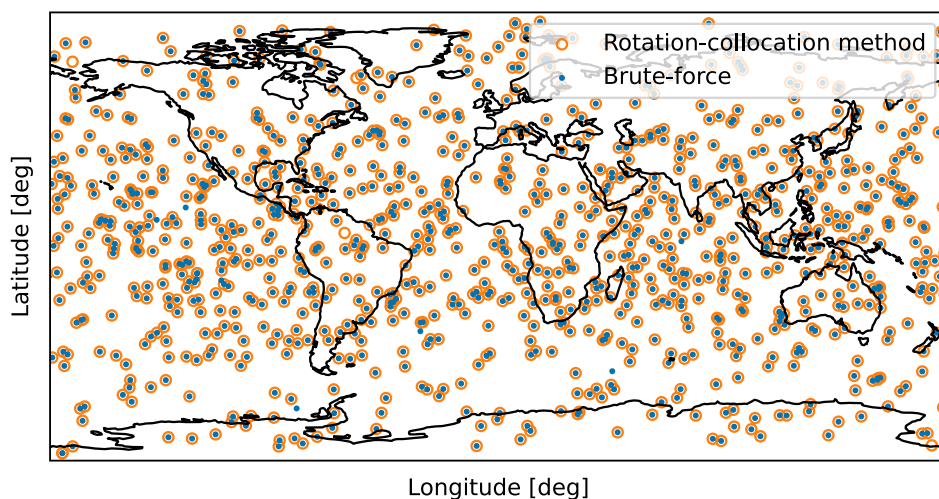 Rotation-collocation method
Brute-force
Latitude [deg]
Longitude [deg]